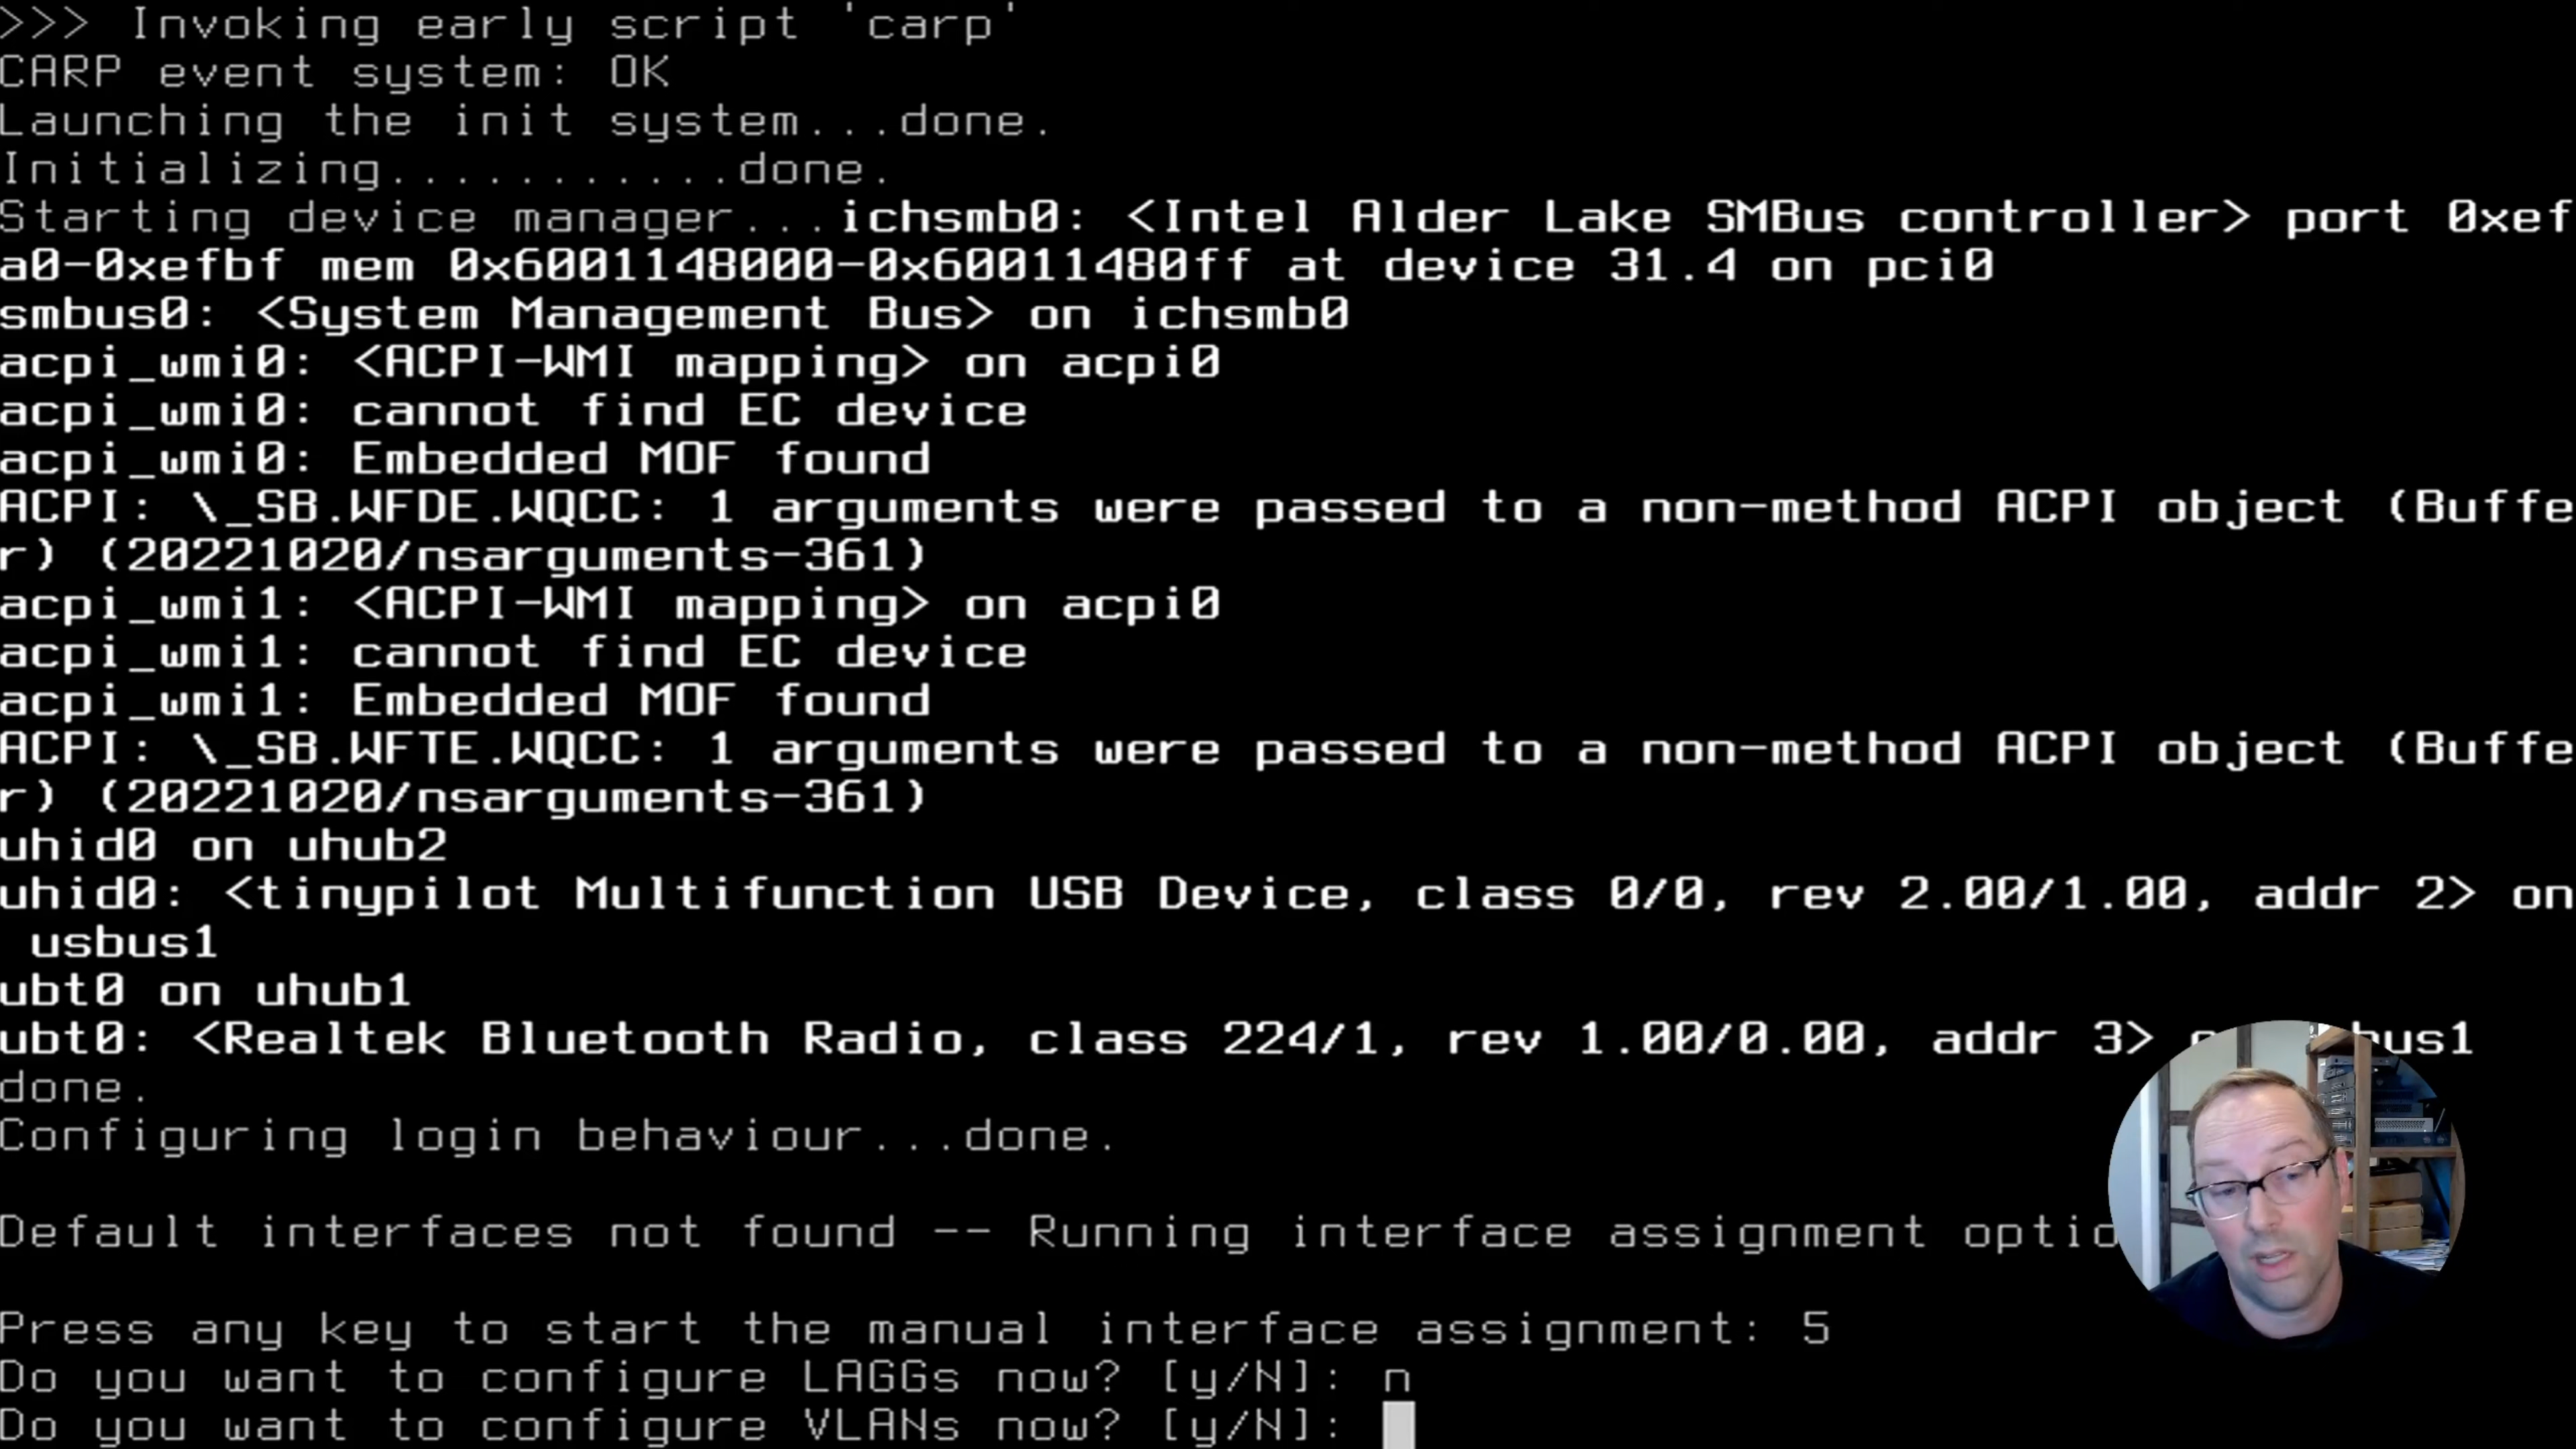 >>> Invoking early script 'carp'
CARP event system: OK
Launching the init system...done.
Initializing...........done.
Starting device manager...ichsmb0: <Intel Alder Lake SMBus controller> port 0xef
a0-0xefbf mem 0x6001148000-0x60011480ff at device 31.4 on pci0
smbus0: <System Management Bus> on ichsmb0
acpi_wmi0: <ACPI-WMI mapping> on acpi0
acpi_wmi0: cannot find EC device
acpi_wmi0: Embedded MOF found
ACPI: \_SB.WFDE.WQCC: 1 arguments were passed to a non-method ACPI object (Buffe
r) (20221020/nsarguments-361)
acpi_wmi1: <ACPI-WMI mapping> on acpi0
acpi_wmi1: cannot find EC device
acpi_wmi1: Embedded MOF found
ACPI: \_SB.WFTE.WQCC: 1 arguments were passed to a non-method ACPI object (Buffe
r) (20221020/nsarguments-361)
uhid0 on uhub2
uhid0: <tinypilot Multifunction USB Device, class 0/0, rev 2.00/1.00, addr 2> on
 usbus1
ubt0 on uhub1
ubt0: <Realtek Bluetooth Radio, class 224/1, rev 1.00/0.00, addr 3> bus1
done.
Configuring login behaviour...done.
Default interfaces not found -- Running interface assignment optio
Press any key to start the manual interface assignment: 5
Do you want to configure LAGGs now? [y/N]: n
Do you want to configure VLANs now? [y/N]: